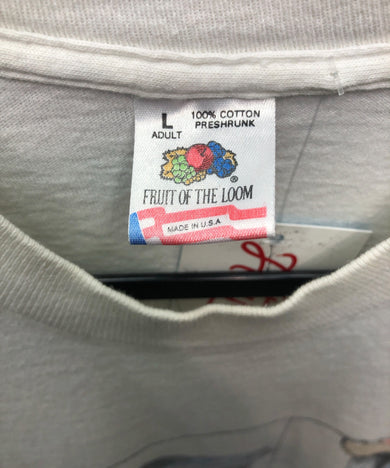 L
ADULT
100% COTTON
PRESHRUNK
®
FRUIT OF THE LOOM
MADE IN U.S.A